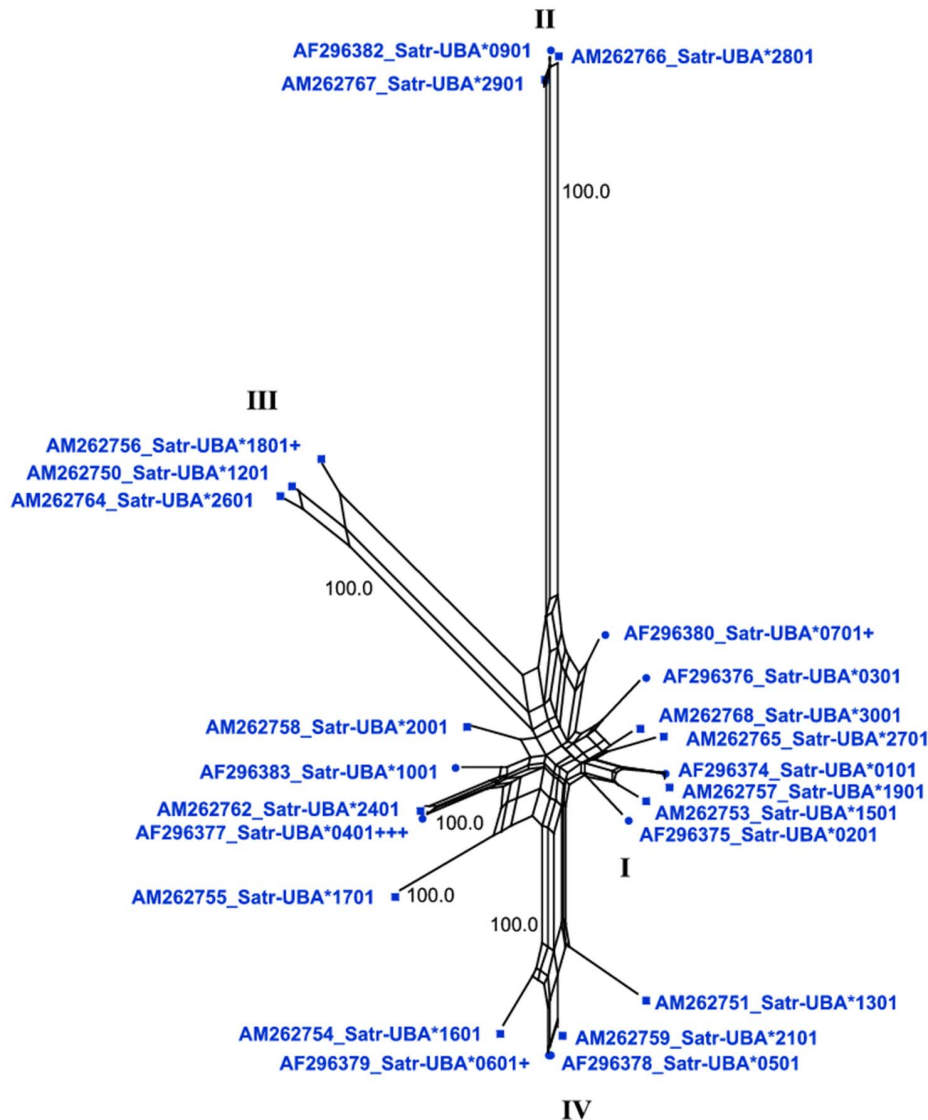 II
AF296382_Satr-UBA*0901
AM262766_Satr-UBA*2801
AM262767_Satr-UBA*2901
100.0
III
AM262756_Satr-UBA*1801+
AM262750_Satr-UBA*1201
AM262764_Satr-UBA*2601
100.0
AF296380_Satr-UBA*0701+
AF296376_Satr-UBA*0301
AM262768_Satr-UBA*3001
AM262758_Satr-UBA*2001
AM262765_Satr-UBA*2701
AF296383_Satr-UBA*1001
AF296374_Satr-UBA*0101
AM262757_Satr-UBA*1901
AM262762_Satr-UBA*2401
AM262753_Satr-UBA*1501
100.0
AF296377_Satr-UBA*0401+++
AF296375_Satr-UBA*0201
I
AM262755_Satr-UBA*1701
100.0
100.0
AM262751_Satr-UBA*1301
AM262754_Satr-UBA*1601
AM262759_Satr-UBA*2101
AF296379_Satr-UBA*0601+
AF296378_Satr-UBA*0501
IV